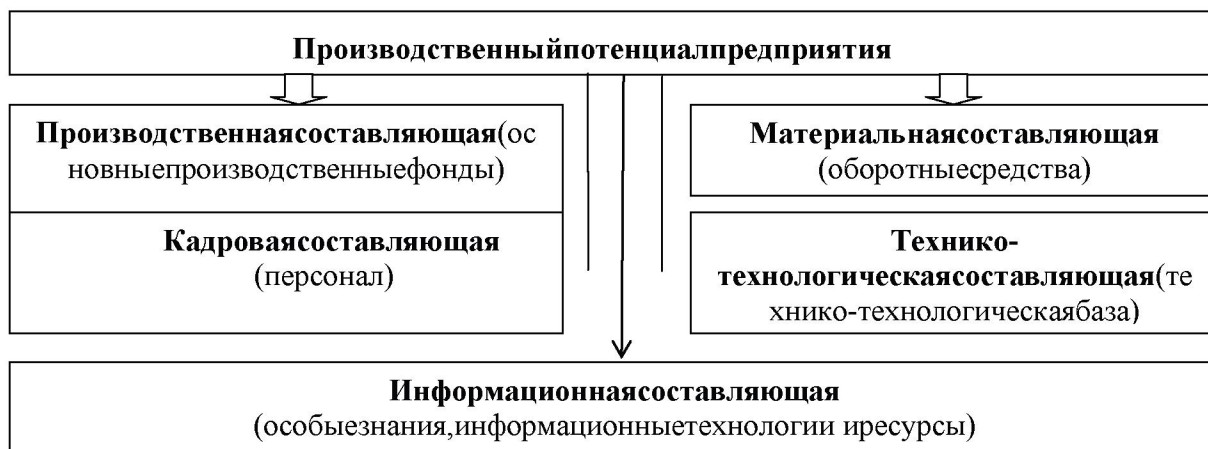 Производственныйпотенциалпредприятия
Производственнаясоставляющая(ос
новныепроизводственныефонды)
Материальнаясоставляющая
(оборотныесредства)
Кадроваясоставляющая
(персонал)
Технико-
технологическаясоставляющая(те
хнико-технологическаябаза)
Информационнаясоставляющая
(особыезнания,информационныетехнологии иресурсы)